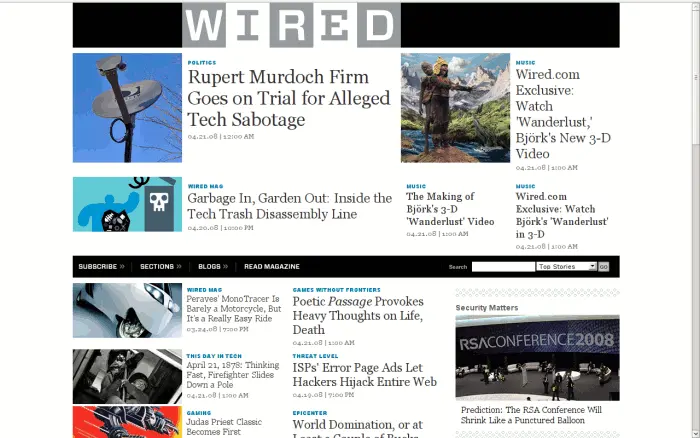 WIRED
POLITICS
Rupert Murdoch Firm
Goes on Trial for Alleged
Tech Sabotage
04.21.08 | 12:00 AM
MUSIC
Wired.com
Exclusive:
Watch
'Wanderlust,'
Björk's New 3-D
Video
04.21.08 | 1:00 AM
WIRED MAG
Garbage In, Garden Out: Inside the
Tech Trash Disassembly Line
04.20.08 | 10:00 PM
MUSIC
The Making of
Björk's 3-D
'Wanderlust' Video
04.21.08 | 1:00 AM
MUSIC
Wired.com
Exclusive: Watch
Björk's 'Wanderlust'
in 3-D
04.21.08 | 1:00 AM
SUBSCRIBE »
SECTIONS »
BLOGS »
READ MAGAZINE
Search
Top Stories
GO
WIRED MAG
Peraves' MonoTracer Is
Barely a Motorcycle, But
It's a Really Easy Ride
03.24.08 | 7:00 PM
GAMES WITHOUT FRONTIERS
Poetic Passage Provokes
Heavy Thoughts on Life,
Death
04.21.08 | 1:00 AM
Security Matters
RSACONFERENCE2008
Prediction: The RSA Conference Will
Shrink Like a Punctured Balloon
THIS DAY IN TECH
April 21, 1878: Thinking
Fast, Firefighter Slides
Down a Pole
04.21.08 | 1:00 AM
THREAT LEVEL
ISPs' Error Page Ads Let
Hackers Hijack Entire Web
04.19.08 | 7:00 PM
GAMING
Judas Priest Classic
Becomes First
EPICENTER
World Domination, or at
Least a Couple of Bucks